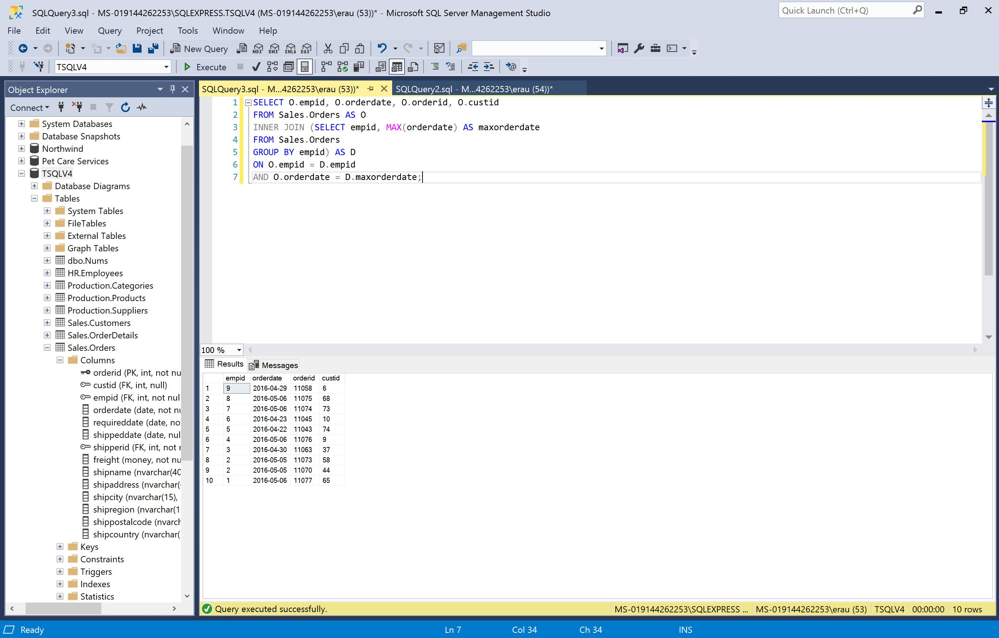 SQLQuery3.sql - MS-019144262253\SQLEXPRESS.TSQLV4 (MS-019144262253\erau (53))* - Microsoft SQL Server Management Studio
Quick Launch (Ctrl+Q)
File Edit View Query Project Tools Window Help
New Query MDX DMX XMLA DAX
TSQLV4 Execute
Object Explorer
Connect
System Databases
Database Snapshots
Northwind
Pet Care Services
TSQLV4
Database Diagrams
Tables
System Tables
FileTables
External Tables
Graph Tables
dbo.Nums
HR.Employees
Production.Categories
Production.Products
Production.Suppliers
Sales.Customers
Sales.OrderDetails
Sales.Orders
Columns
orderid (PK, int, not nu
custid (FK, int, null)
empid (FK, int, not nul
orderdate (date, not nu
requireddate (date, no
shippeddate (date, nul
shipperid (FK, int, not r
freight (money, not nu
shipname (nvarchar(40
shipaddress (nvarchar(
shipcity (nvarchar(15),
shipregion (nvarchar(1
shippostalcode (nvarch
shipcountry (nvarchar(
Keys
Constraints
Triggers
Indexes
Statistics
SQLQuery3.sql - M...4262253\erau (53))* SQLQuery2.sql - M...4262253\erau (54))*
1 SELECT O.empid, O.orderdate, O.orderid, O.custid
2 FROM Sales.Orders AS O
3 INNER JOIN (SELECT empid, MAX(orderdate) AS maxorderdate
4 FROM Sales.Orders
5 GROUP BY empid) AS D
6 ON O.empid = D.empid
7 AND O.orderdate = D.maxorderdate;
100 %
Results Messages
empid orderdate orderid custid
1 9 2016-04-29 11058 6
2 8 2016-05-06 11075 68
3 7 2016-05-06 11074 73
4 6 2016-04-23 11045 10
5 5 2016-04-22 11043 74
6 4 2016-05-06 11076 9
7 3 2016-04-30 11063 37
8 2 2016-05-05 11073 58
9 2 2016-05-05 11070 44
10 1 2016-05-06 11077 65
Query executed successfully. MS-019144262253\SQLEXPRESS ... MS-019144262253\erau (53) TSQLV4 00:00:00 10 rows
Ready Ln 7 Col 34 Ch 34 INS